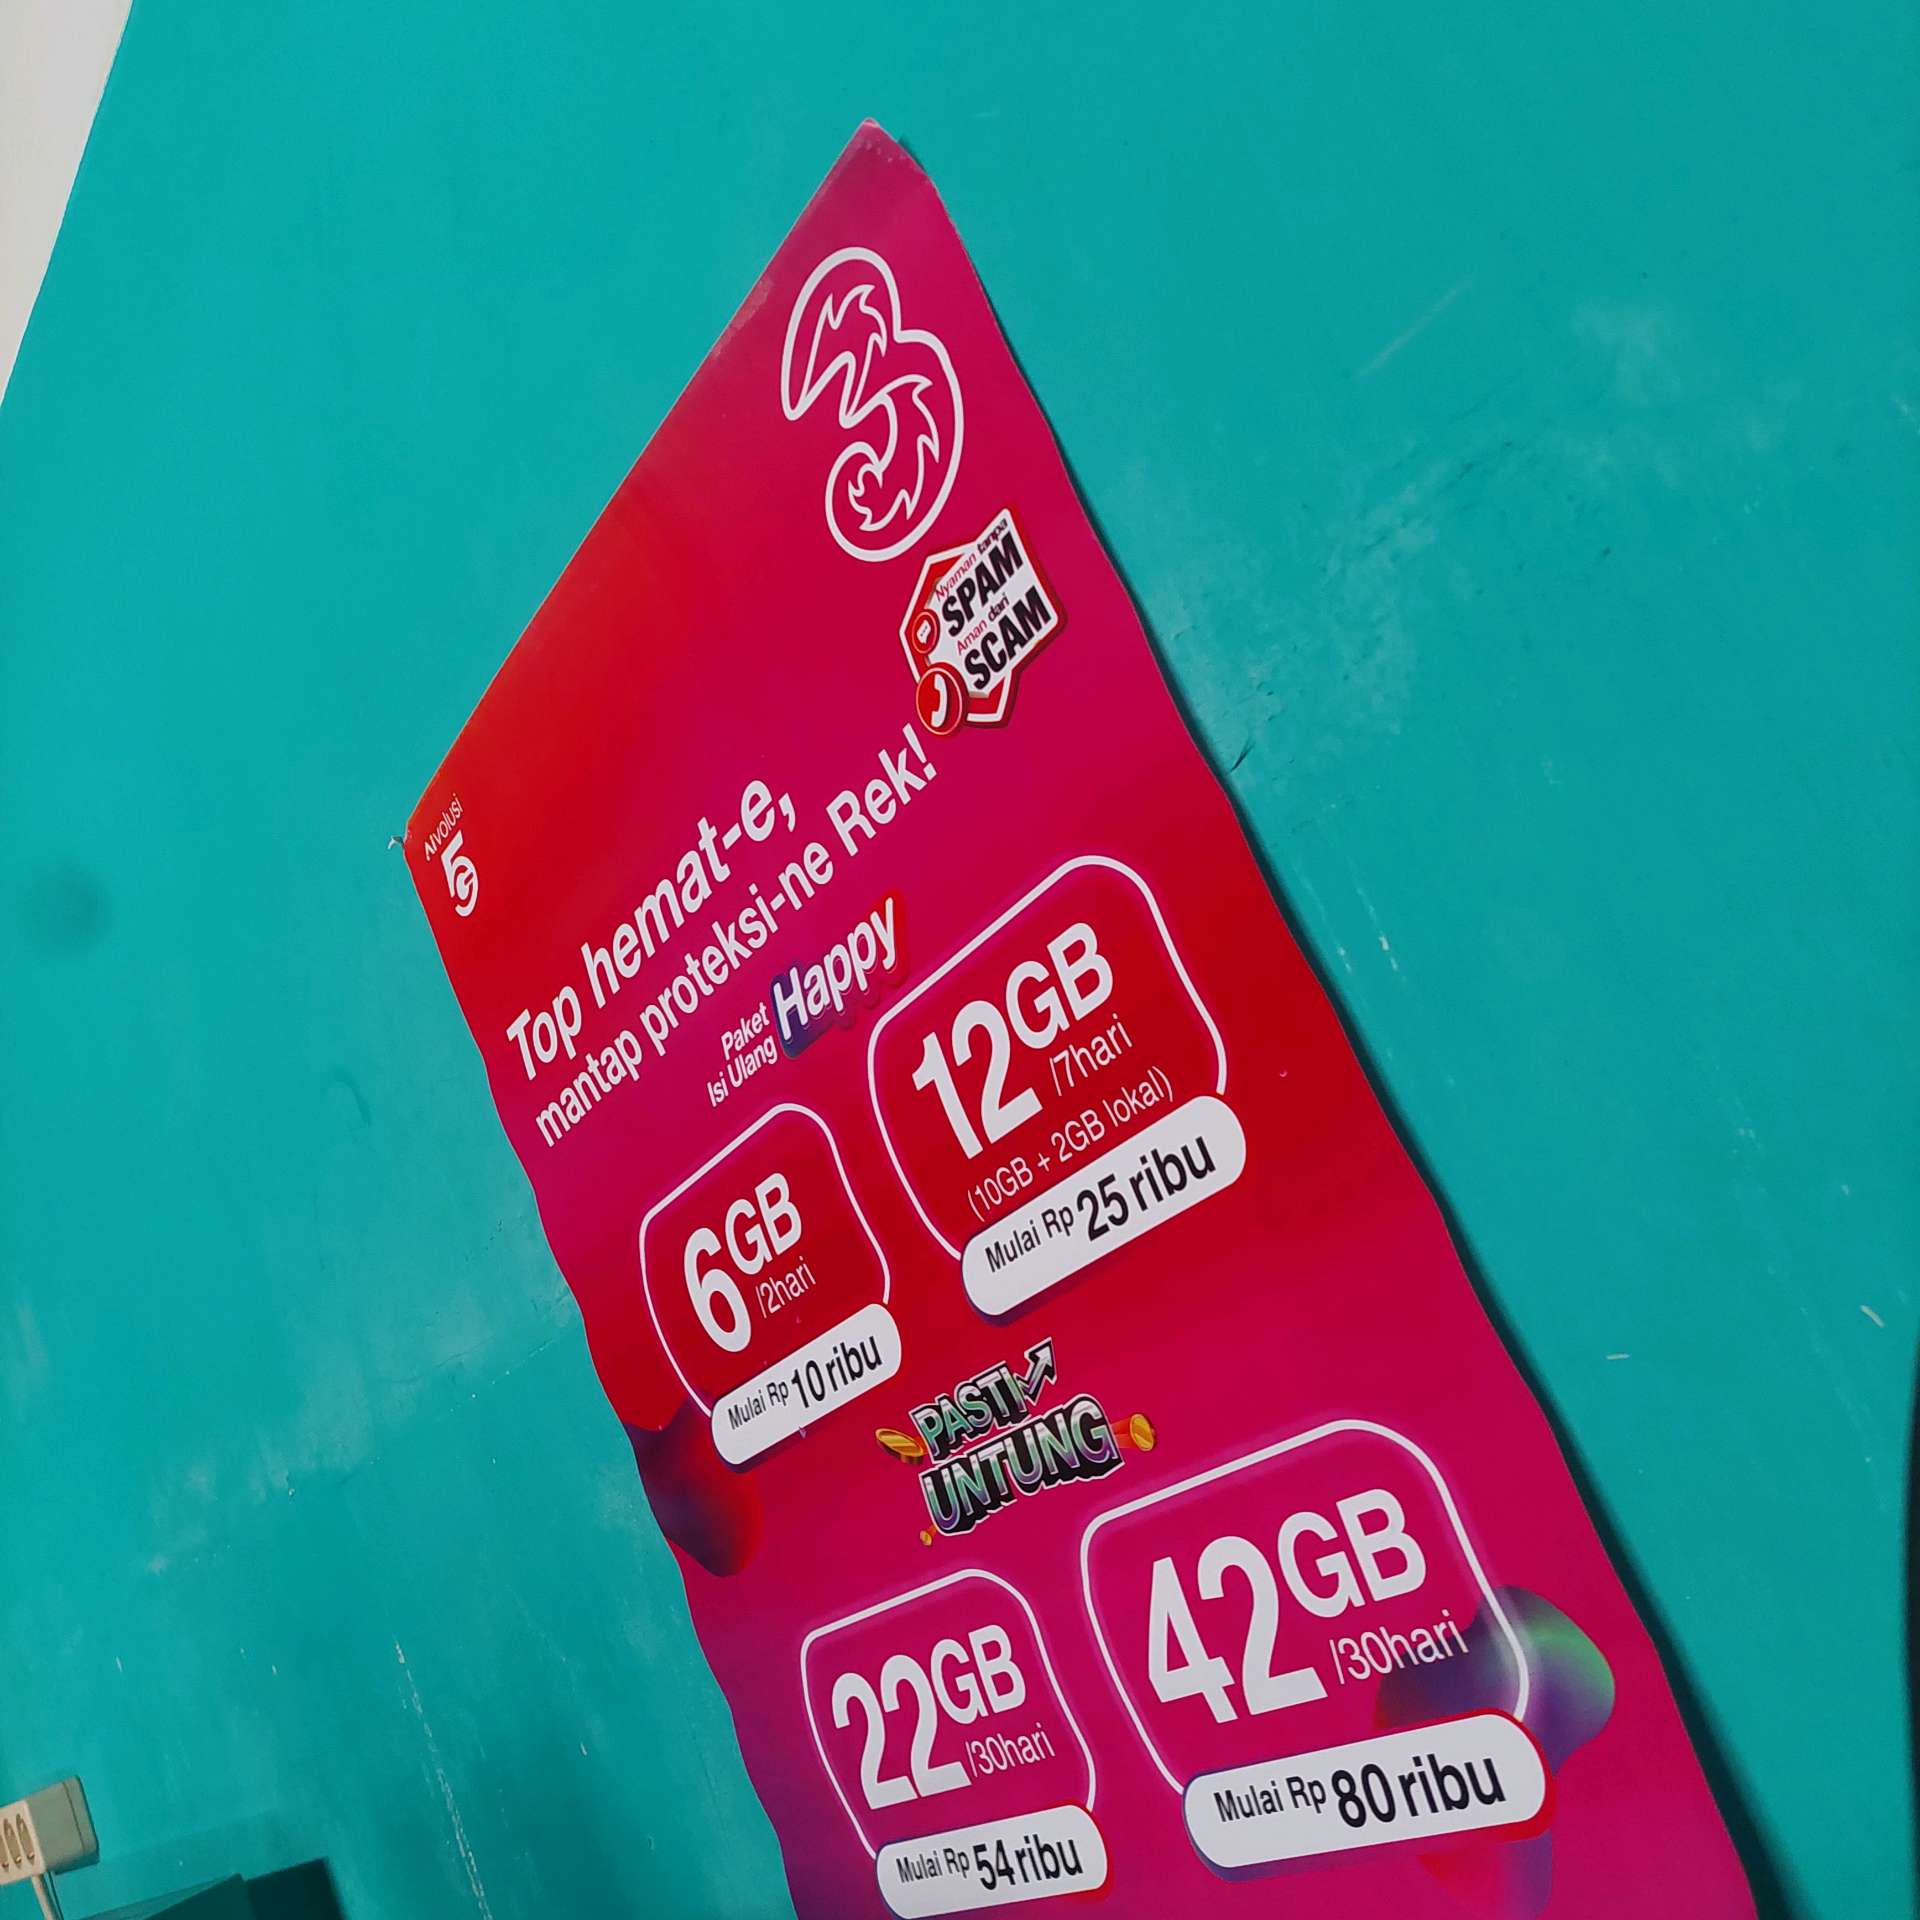 3
Nyaman tanpa
SPAM
Aman dari
SCAM
AIvolusi
5G
Top hemat-e,
mantap proteksi-ne Rek!
Paket
Isi Ulang
Happy
6GB
/2hari
Mulai Rp 10 ribu
12GB
/7hari
(10GB + 2GB lokal)
Mulai Rp 25 ribu
PASTI
UNTUNG
22GB
/30hari
Mulai Rp 54 ribu
42GB
/30hari
Mulai Rp 80 ribu